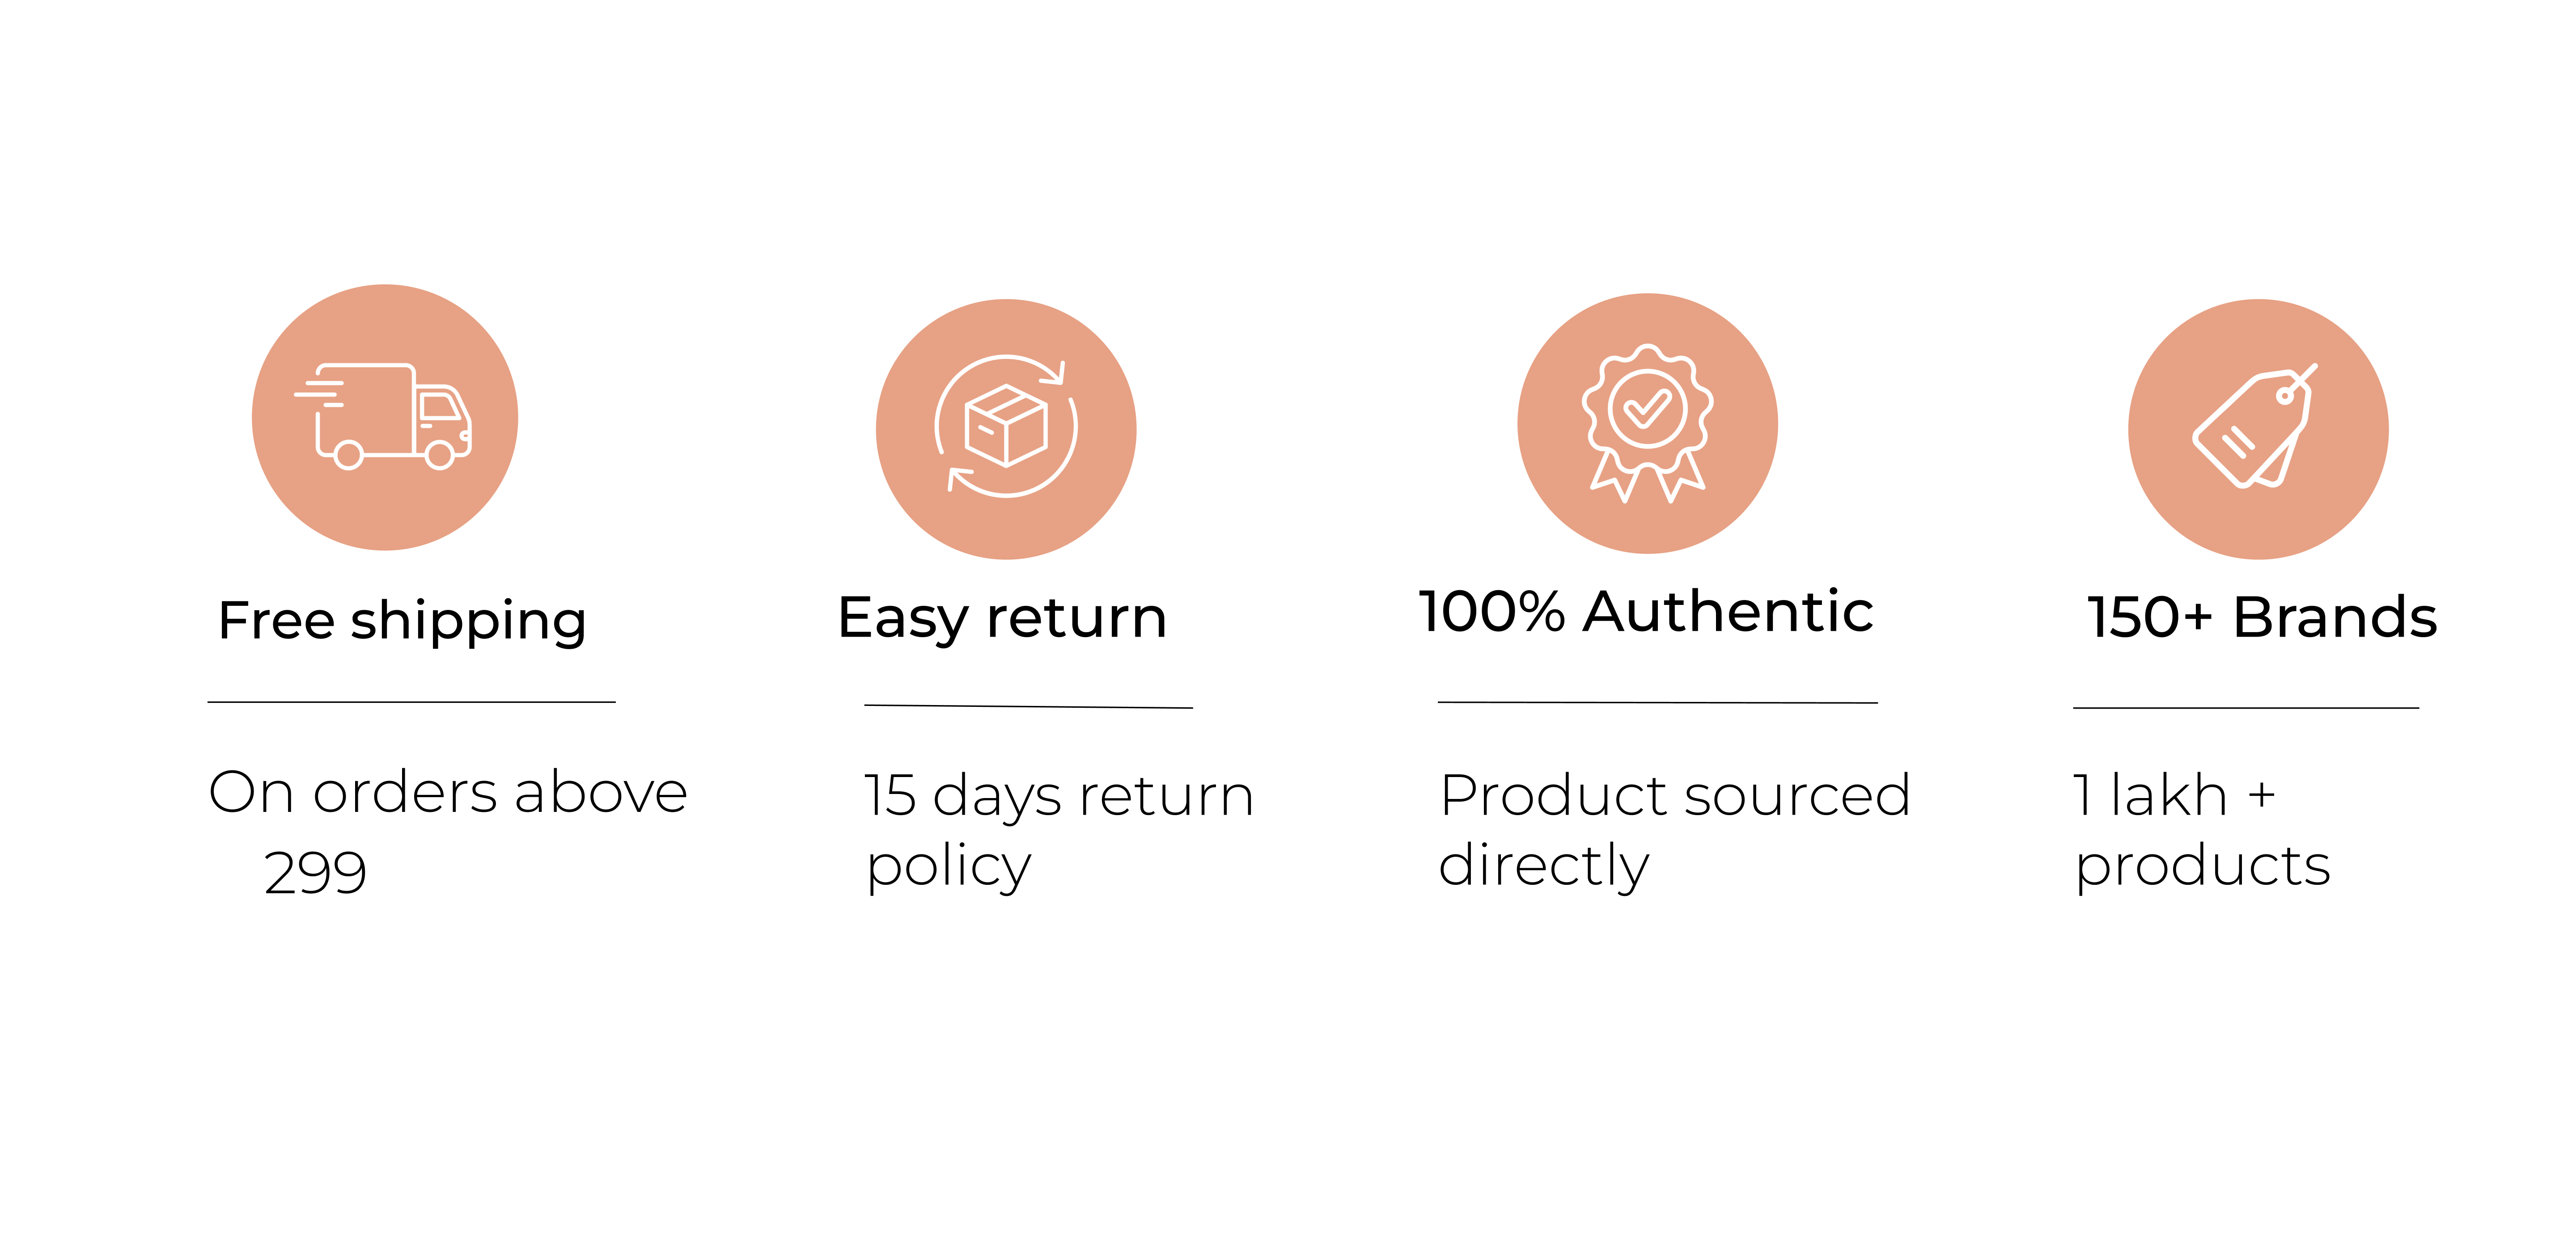 Free shipping
On orders above
299
Easy return
15 days return
policy
100% Authentic
Product sourced
directly
150+ Brands
1 lakh +
products